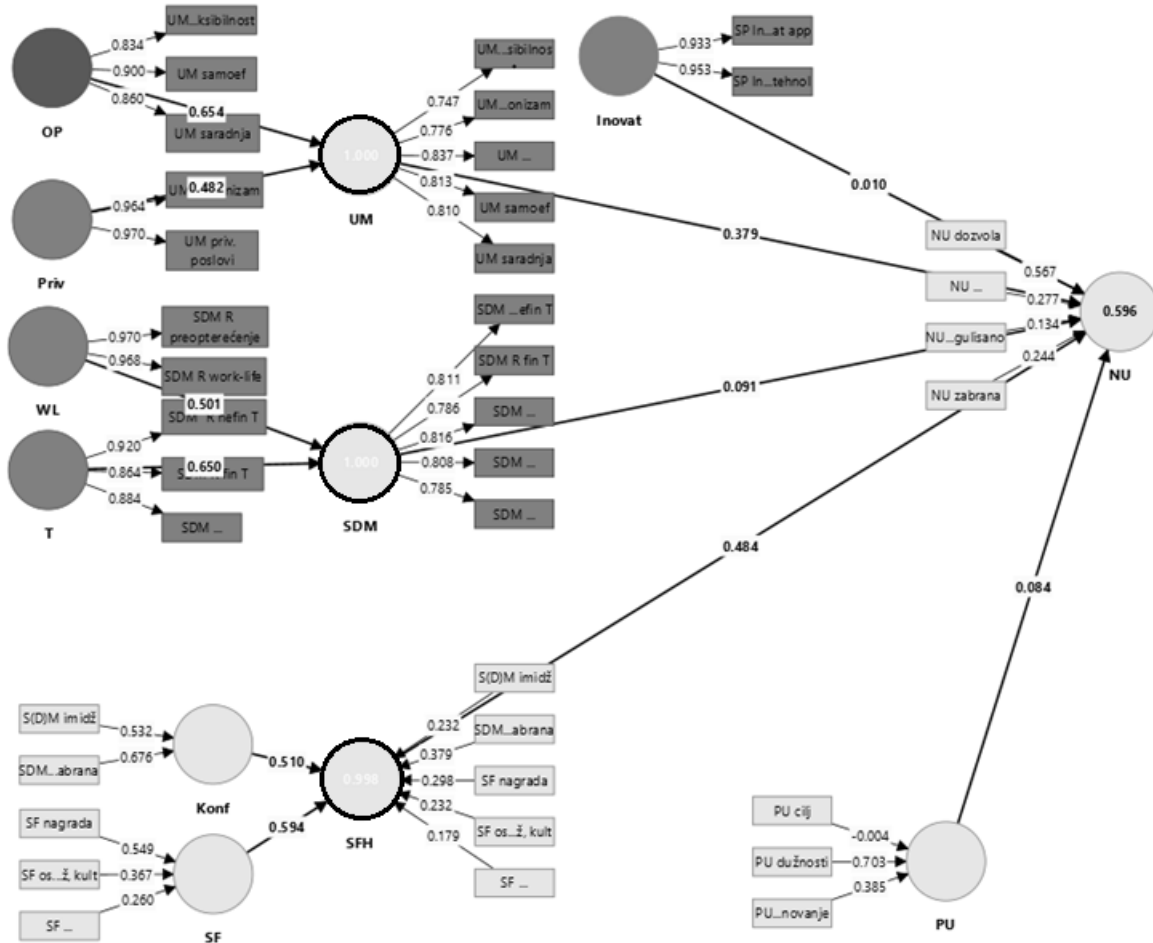 UM...ksibilnost
0.834
0.900
UM samoef
0.860
0.654
OP
UM saradnja
0.964
UM
0.482
nizam
0.970
UM priv.
poslovi
Priv
SDM R
preopterećenje
0.970
0.968
SDM R work-life
WL
0.501
SDM R nefin T
0.920
0.864
0.650
SDM R fin T
0.884
SDM ...
T
1.000
UM
UM...sibilnos
0.747
UM...onizam
0.776
0.837
UM ...
0.813
UM samoef
0.810
UM saradnja
SDM ...efin T
0.811
SDM R fin T
0.786
SDM ...
0.816
1.000
0.808
SDM ...
0.785
SDM ...
SDM
Inovat
0.933
SP In...at app
0.953
SP In...tehnol
0.010
0.379
0.091
0.484
0.084
NU dozvola
0.567
NU ...
0.277
NU...gulisano
0.134
NU zabrana
0.244
0.596
NU
S(D)M imidž
0.532
SDM...abrana
0.676
Konf
0.510
SF nagrada
0.549
SF os...ž, kult
0.367
SF ...
0.260
SF
0.594
0.998
SFH
S(D)M imidž
0.232
SDM...abrana
0.379
SF nagrada
0.298
SF os...ž, kult
0.232
SF ...
0.179
PU cilj
-0.004
PU dužnosti
0.703
PU...novanje
0.385
PU